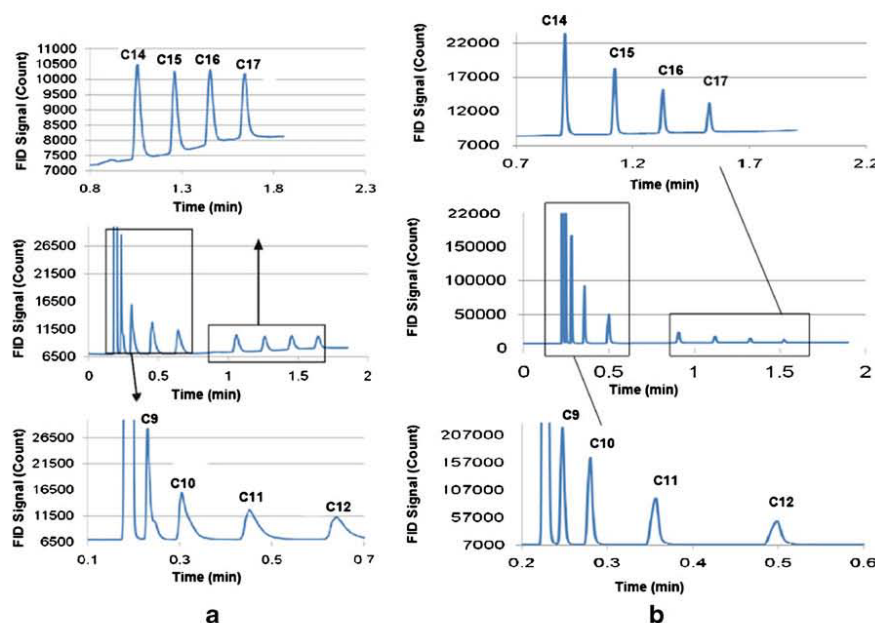 11000
10500
10000
9500
9000
8500
8000
7500
7000
FID Signal (Count)
C14
C15
C16
C17
0.8
1.3
1.8
2.3
Time (min)
26500
21500
16500
11500
6500
FID Signal (Count)
0
0.5
1
1.5
2
Time (min)
26500
21500
16500
11500
6500
FID Signal (Count)
C9
C10
C11
C12
0.1
0.3
0.5
0.7
Time (min)
a
22000
17000
12000
7000
FID Signal (Count)
C14
C15
C16
C17
0.7
1.2
1.7
2.2
Time (min)
22000
150000
100000
50000
0
FID Signal (Count)
0
0.5
1
1.5
2
Time (min)
207000
157000
107000
57000
7000
FID Signal (Count)
C9
C10
C11
C12
0.2
0.3
0.4
0.5
0.6
Time (min)
b